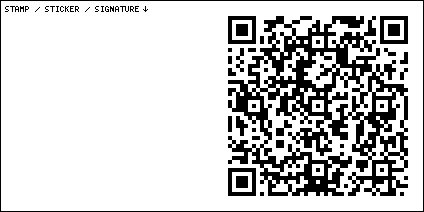 STAMP / STICKER / SIGNATURE ↓